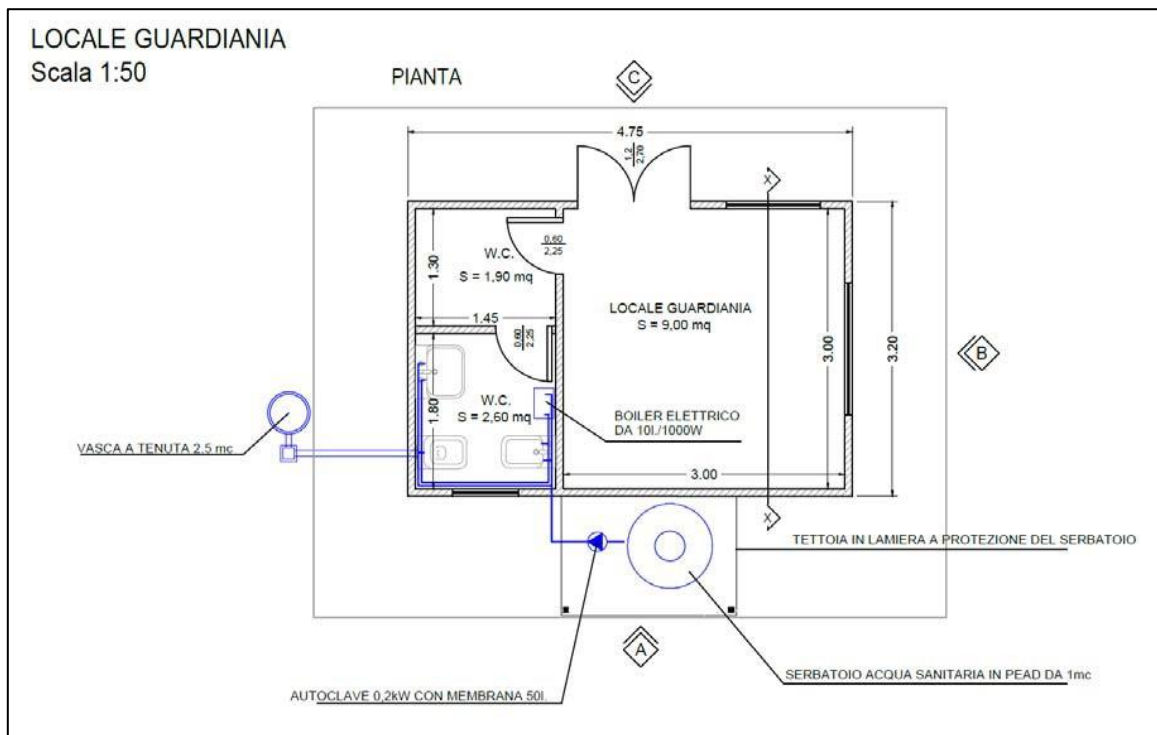 LOCALE GUARDIANIA
Scala 1:50
PIANTA
C
4.75
1,2
2,70
X
0,60
2,25
W.C.
S = 1,90 mq
1.30
1.45
LOCALE GUARDIANIA
S = 9,00 mq
3.00
3.20
B
0,60
2,25
W.C.
S = 2,60 mq
1.80
BOILER ELETTRICO
DA 10l./1000W
VASCA A TENUTA 2.5 mc
3.00
X
TETTOIA IN LAMIERA A PROTEZIONE DEL SERBATOIO
A
SERBATOIO ACQUA SANITARIA IN PEAD DA 1mc
AUTOCLAVE 0,2kW CON MEMBRANA 50l.